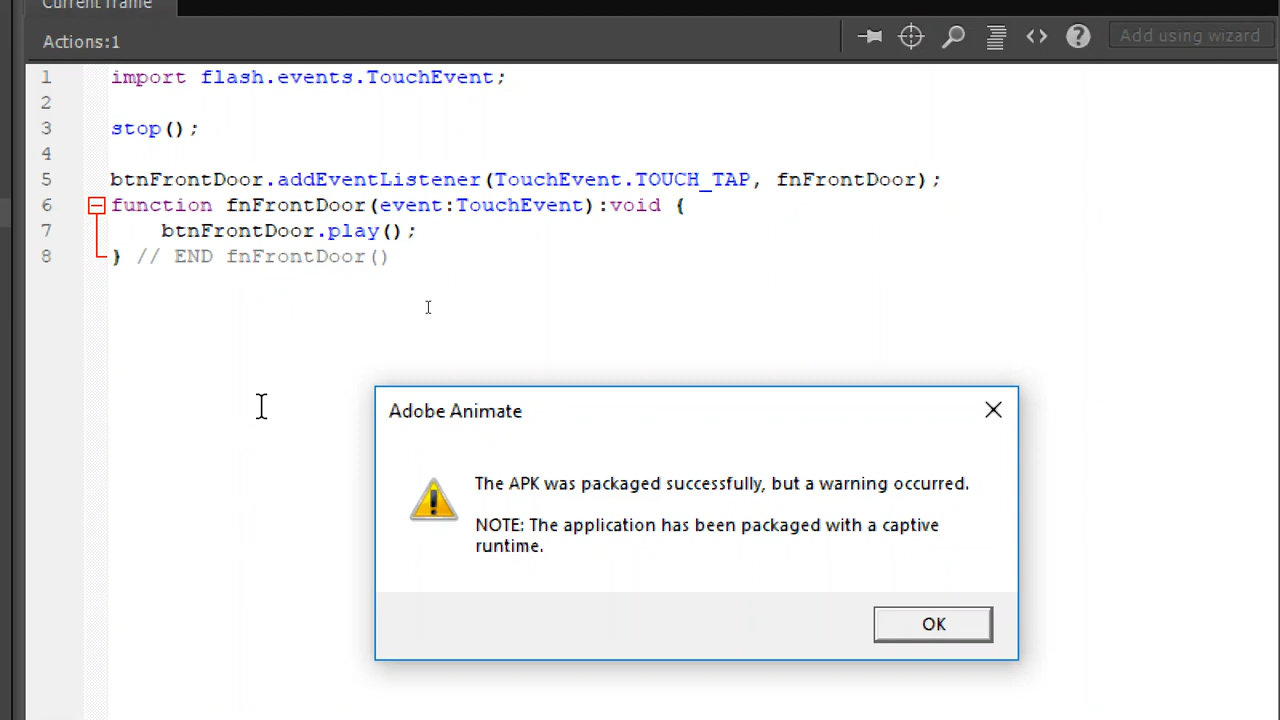 Current frame
Actions:1
Add using wizard
1 import flash.events.TouchEvent;
2
3 stop();
4
5 btnFrontDoor.addEventListener(TouchEvent.TOUCH_TAP, fnFrontDoor);
6 function fnFrontDoor(event:TouchEvent):void {
7 btnFrontDoor.play();
8 } // END fnFrontDoor()
Adobe Animate
The APK was packaged successfully, but a warning occurred.
NOTE: The application has been packaged with a captive
runtime.
OK